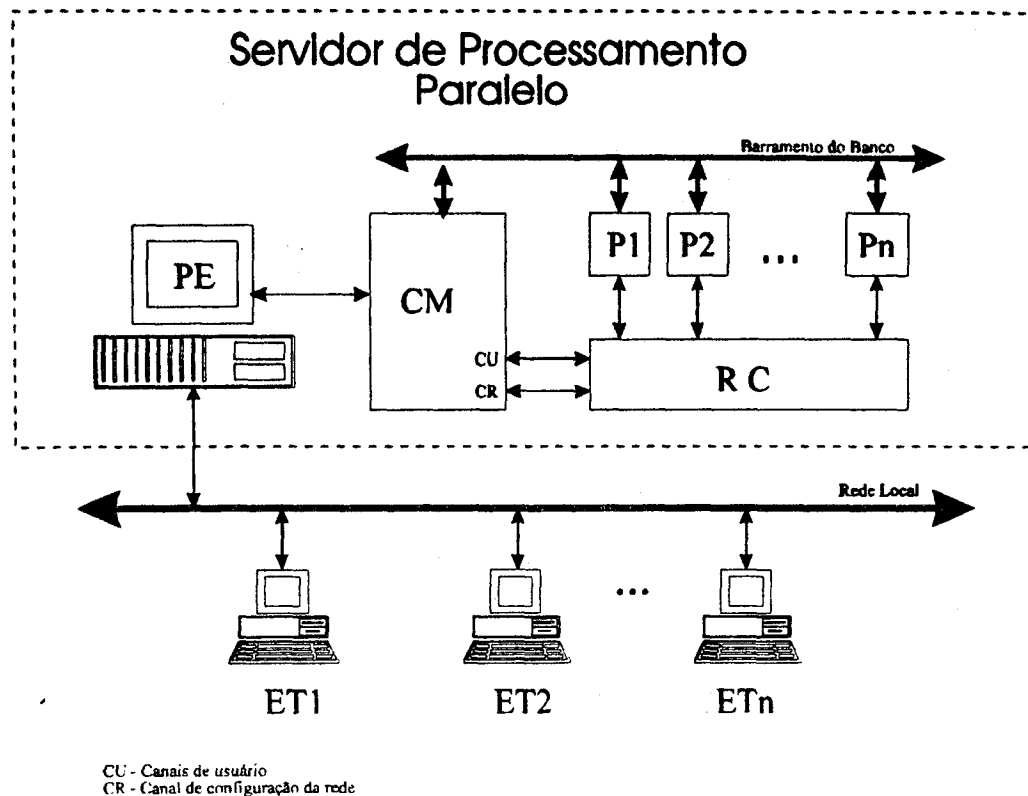 Servidor de Processamento
Paralelo
Barramento do Banco
PE
CM
P1 P2 ... Pn
CU
CR
R C
Rede Local
...
ET1 ET2 ETn
CU - Canais de usuário
CR - Canal de configuração da rede